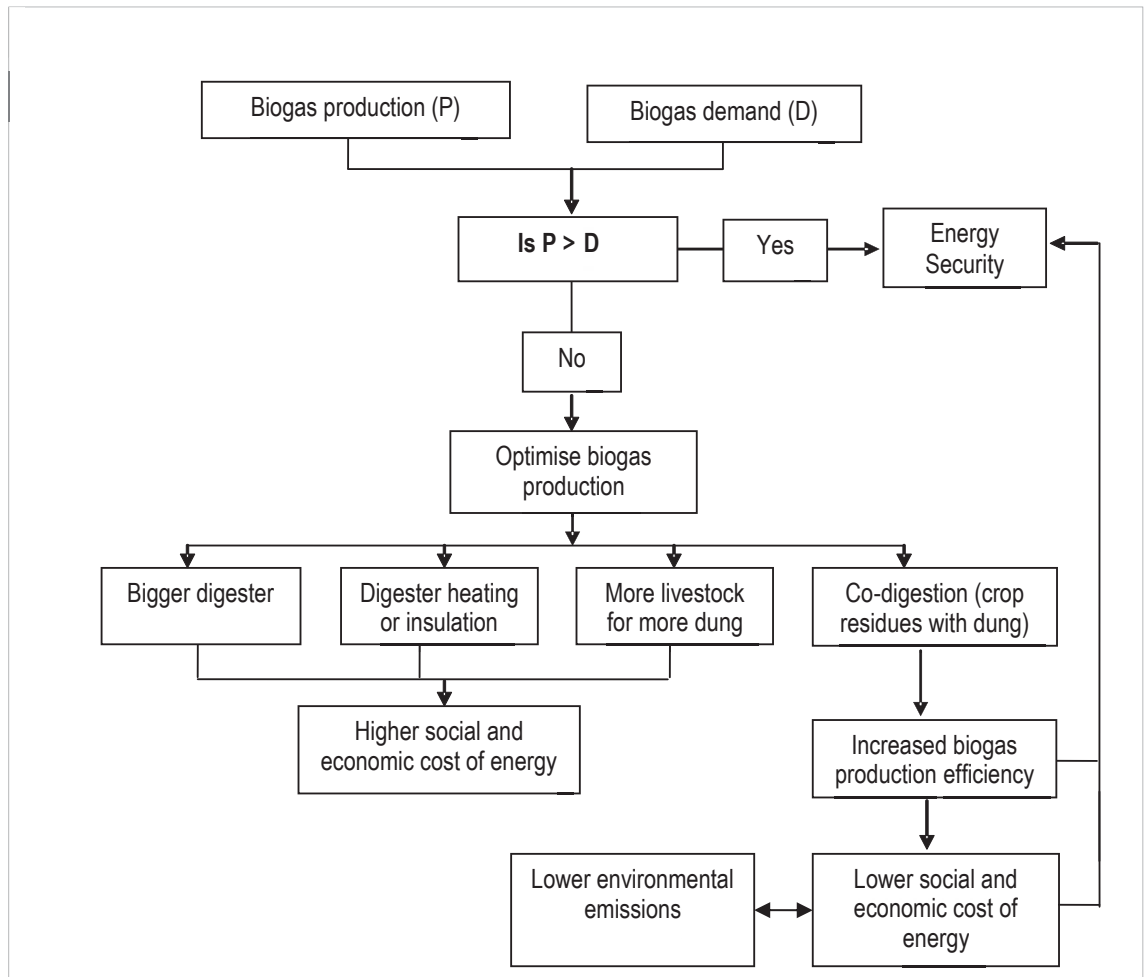 Biogas production (P)
Biogas demand (D)
Is P > D
Yes
Energy
Security
No
Optimise biogas
production
Bigger digester
Digester heating
or insulation
More livestock
for more dung
Co-digestion (crop
residues with dung)
Higher social and
economic cost of energy
Increased biogas
production efficiency
Lower environmental
emissions
Lower social and
economic cost of
energy